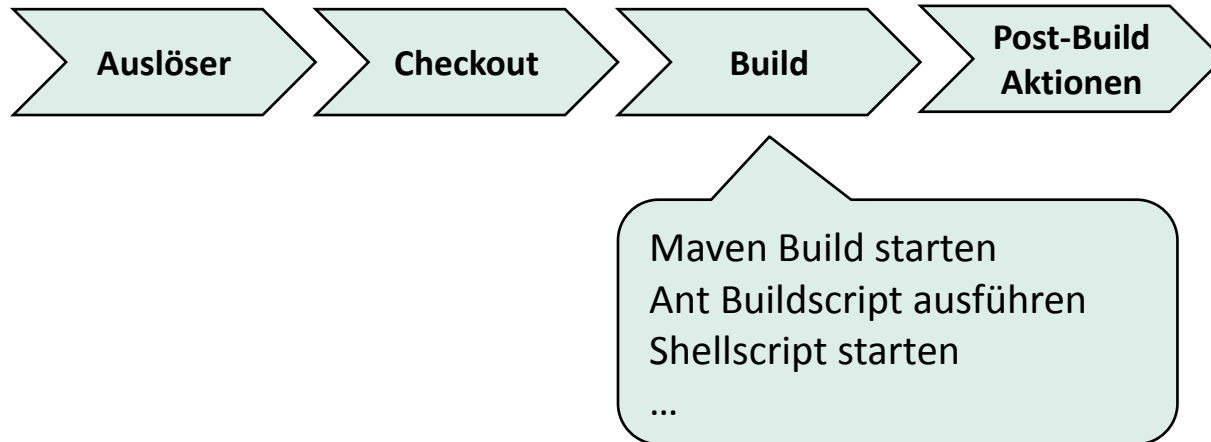 Auslöser
Checkout
Build
Post-Build
Aktionen
Maven Build starten
Ant Buildscript ausführen
Shellscript starten
...